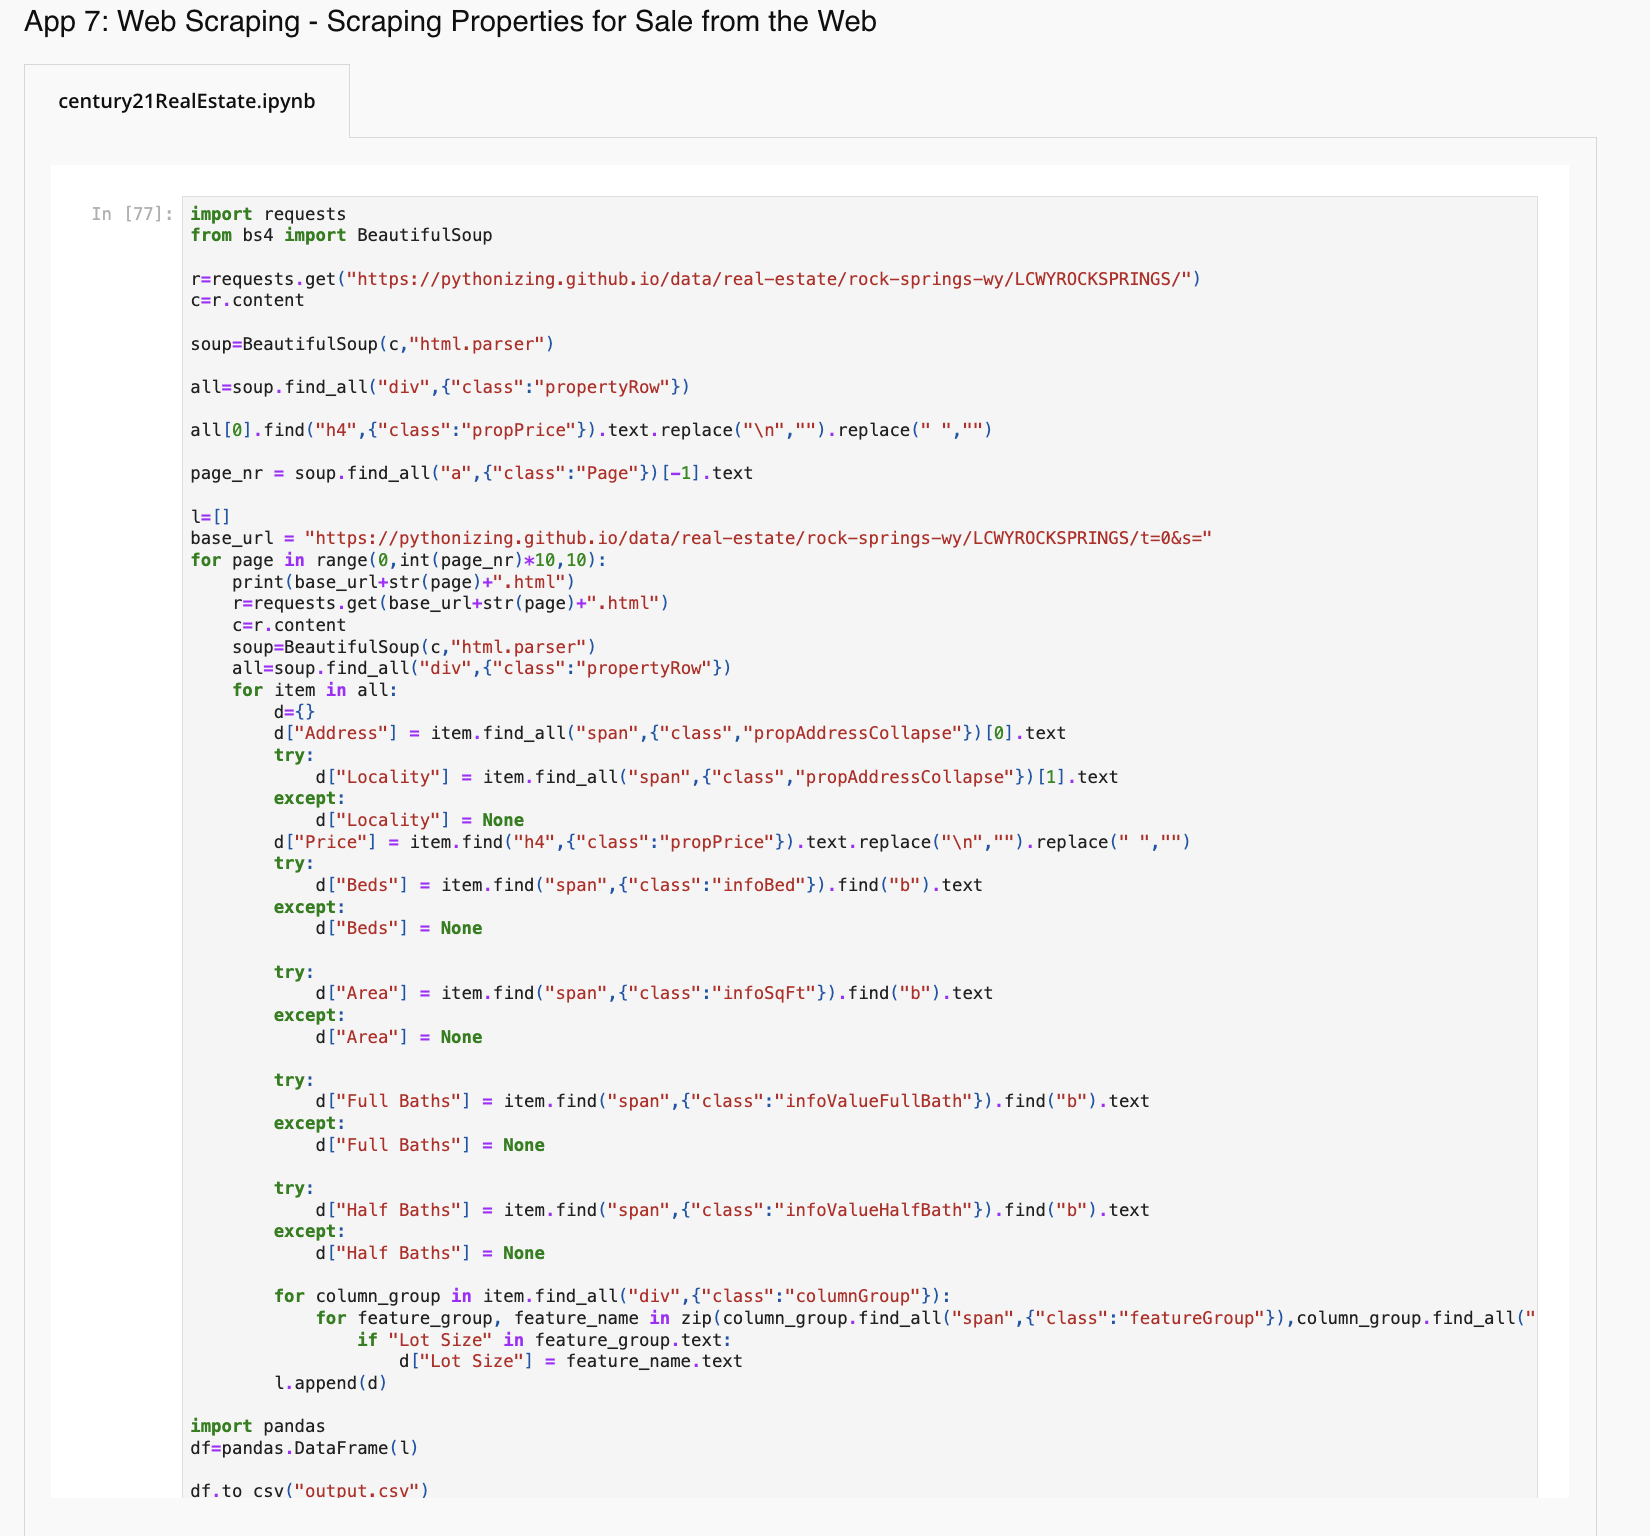 App 7: Web Scraping - Scraping Properties for Sale from the Web
century21RealEstate.ipynb
In [77]:
import requests
from bs4 import BeautifulSoup

r=requests.get("https://pythonizing.github.io/data/real-estate/rock-springs-wy/LCWYROCKSPRINGS/")
c=r.content

soup=BeautifulSoup(c,"html.parser")

all=soup.find_all("div",{"class":"propertyRow"})

all[0].find("h4",{"class":"propPrice"}).text.replace("\n","").replace(" ","")

page_nr = soup.find_all("a",{"class":"Page"})[-1].text

l=[]
base_url = "https://pythonizing.github.io/data/real-estate/rock-springs-wy/LCWYROCKSPRINGS/t=0&s="
for page in range(0,int(page_nr)*10,10):
    print(base_url+str(page)+".html")
    r=requests.get(base_url+str(page)+".html")
    c=r.content
    soup=BeautifulSoup(c,"html.parser")
    all=soup.find_all("div",{"class":"propertyRow"})
    for item in all:
        d={}
        d["Address"] = item.find_all("span",{"class","propAddressCollapse"})[0].text
        try:
            d["Locality"] = item.find_all("span",{"class","propAddressCollapse"})[1].text
        except:
            d["Locality"] = None
        d["Price"] = item.find("h4",{"class":"propPrice"}).text.replace("\n","").replace(" ","")
        try:
            d["Beds"] = item.find("span",{"class":"infoBed"}).find("b").text
        except:
            d["Beds"] = None

        try:
            d["Area"] = item.find("span",{"class":"infoSqFt"}).find("b").text
        except:
            d["Area"] = None

        try:
            d["Full Baths"] = item.find("span",{"class":"infoValueFullBath"}).find("b").text
        except:
            d["Full Baths"] = None

        try:
            d["Half Baths"] = item.find("span",{"class":"infoValueHalfBath"}).find("b").text
        except:
            d["Half Baths"] = None

        for column_group in item.find_all("div",{"class":"columnGroup"}):
            for feature_group, feature_name in zip(column_group.find_all("span",{"class":"featureGroup"}),column_group.find_all("
                if "Lot Size" in feature_group.text:
                    d["Lot Size"] = feature_name.text
        l.append(d)

import pandas
df=pandas.DataFrame(l)

df.to_csv("output.csv")